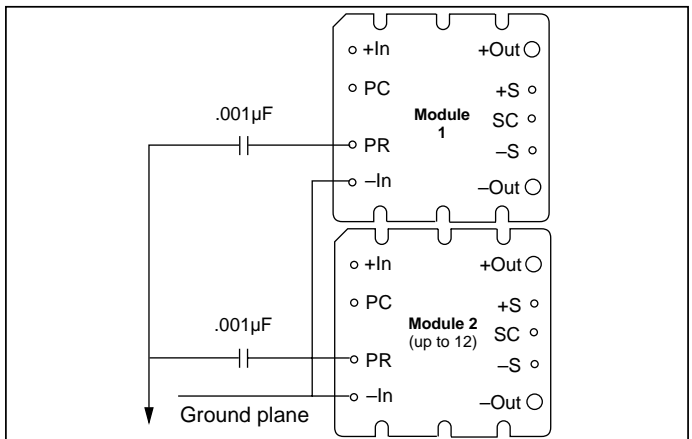 +In
+Out
PC
+S
.001µF
Module
1
SC
PR
–S
–In
–Out
+In
+Out
PC
+S
.001µF
Module 2
(up to 12)
SC
PR
–S
–In
–Out
Ground plane